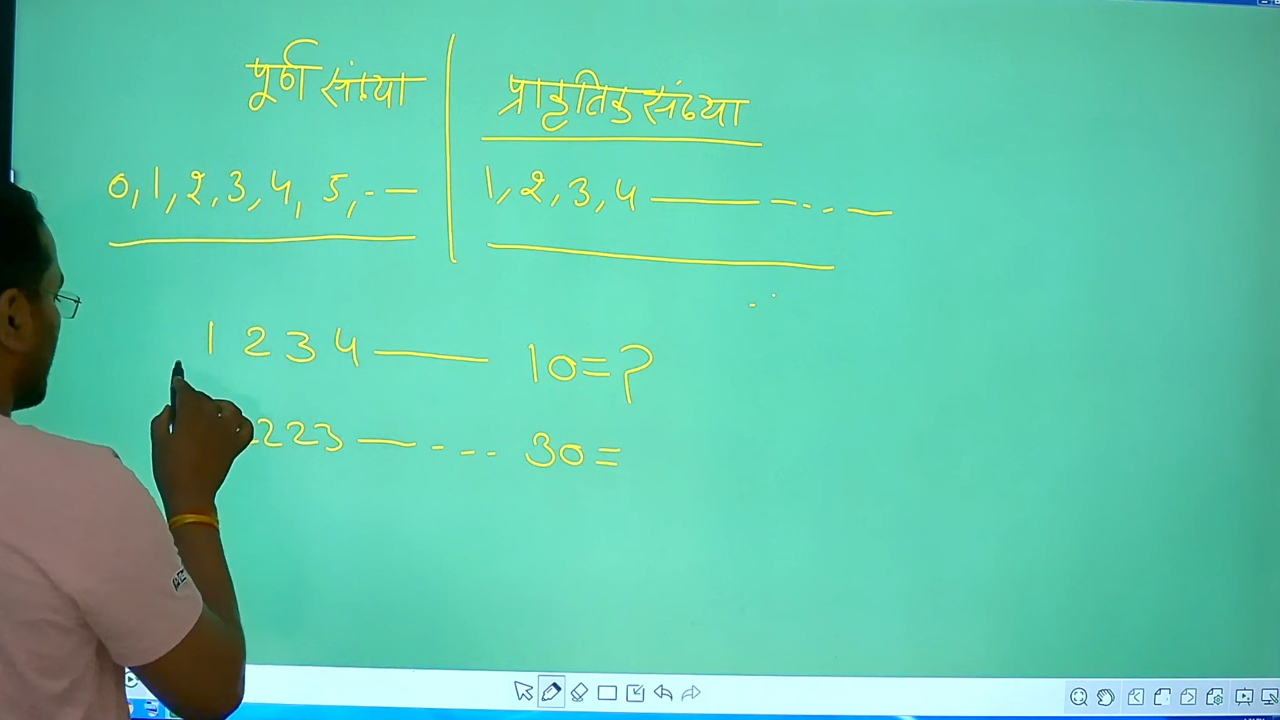 पूर्ण संख्या
प्राकृतिक संख्या
0, 1, 2, 3, 4, 5, - —
1, 2, 3, 4 ——— - - - —
1 2 3 4 ——— 10 = ?
223 —— - - - 30 =